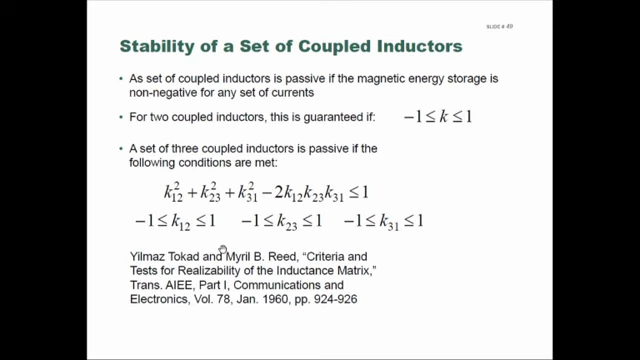 SLIDE # 49
Stability of a Set of Coupled Inductors
• As set of coupled inductors is passive if the magnetic energy storage is
non-negative for any set of currents
• For two coupled inductors, this is guaranteed if: −1 ≤ k ≤ 1
• A set of three coupled inductors is passive if the
following conditions are met:
k₁₂² + k₂₃² + k₃₁² − 2k₁₂k₂₃k₃₁ ≤ 1
−1 ≤ k₁₂ ≤ 1 −1 ≤ k₂₃ ≤ 1 −1 ≤ k₃₁ ≤ 1
Yilmaz Tokad and Myril B. Reed, “Criteria and
Tests for Realizability of the Inductance Matrix,”
Trans. AIEE, Part I, Communications and
Electronics, Vol. 78, Jan. 1960, pp. 924-926